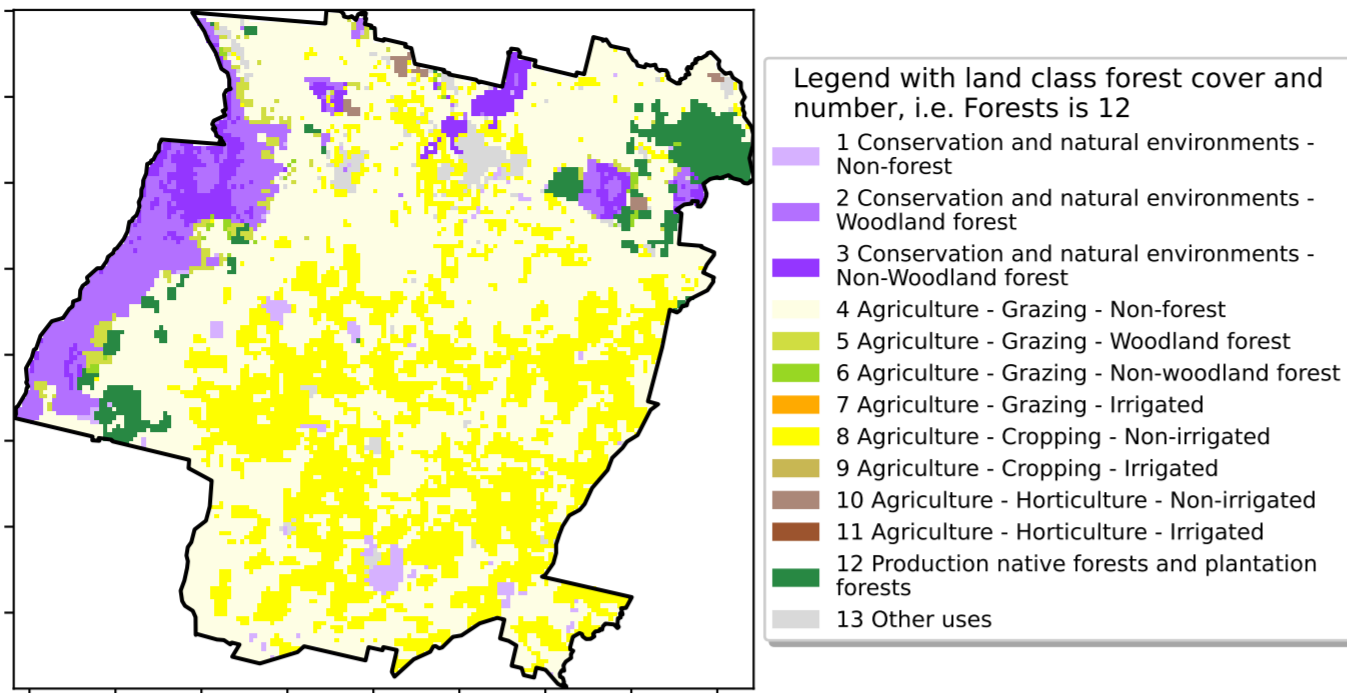 Legend with land class forest cover and
number, i.e. Forests is 12
1 Conservation and natural environments -
Non-forest
2 Conservation and natural environments -
Woodland forest
3 Conservation and natural environments -
Non-Woodland forest
4 Agriculture - Grazing - Non-forest
5 Agriculture - Grazing - Woodland forest
6 Agriculture - Grazing - Non-woodland forest
7 Agriculture - Grazing - Irrigated
8 Agriculture - Cropping - Non-irrigated
9 Agriculture - Cropping - Irrigated
10 Agriculture - Horticulture - Non-irrigated
11 Agriculture - Horticulture - Irrigated
12 Production native forests and plantation
forests
13 Other uses